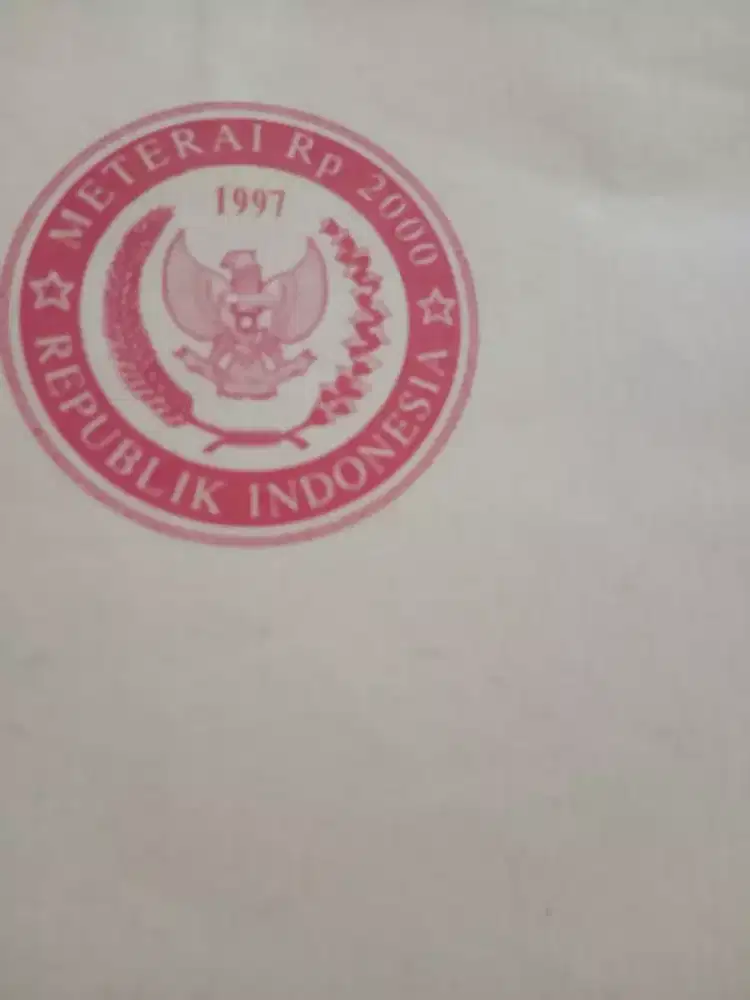 METERAI Rp 2000
1997
REPUBLIK INDONESIA